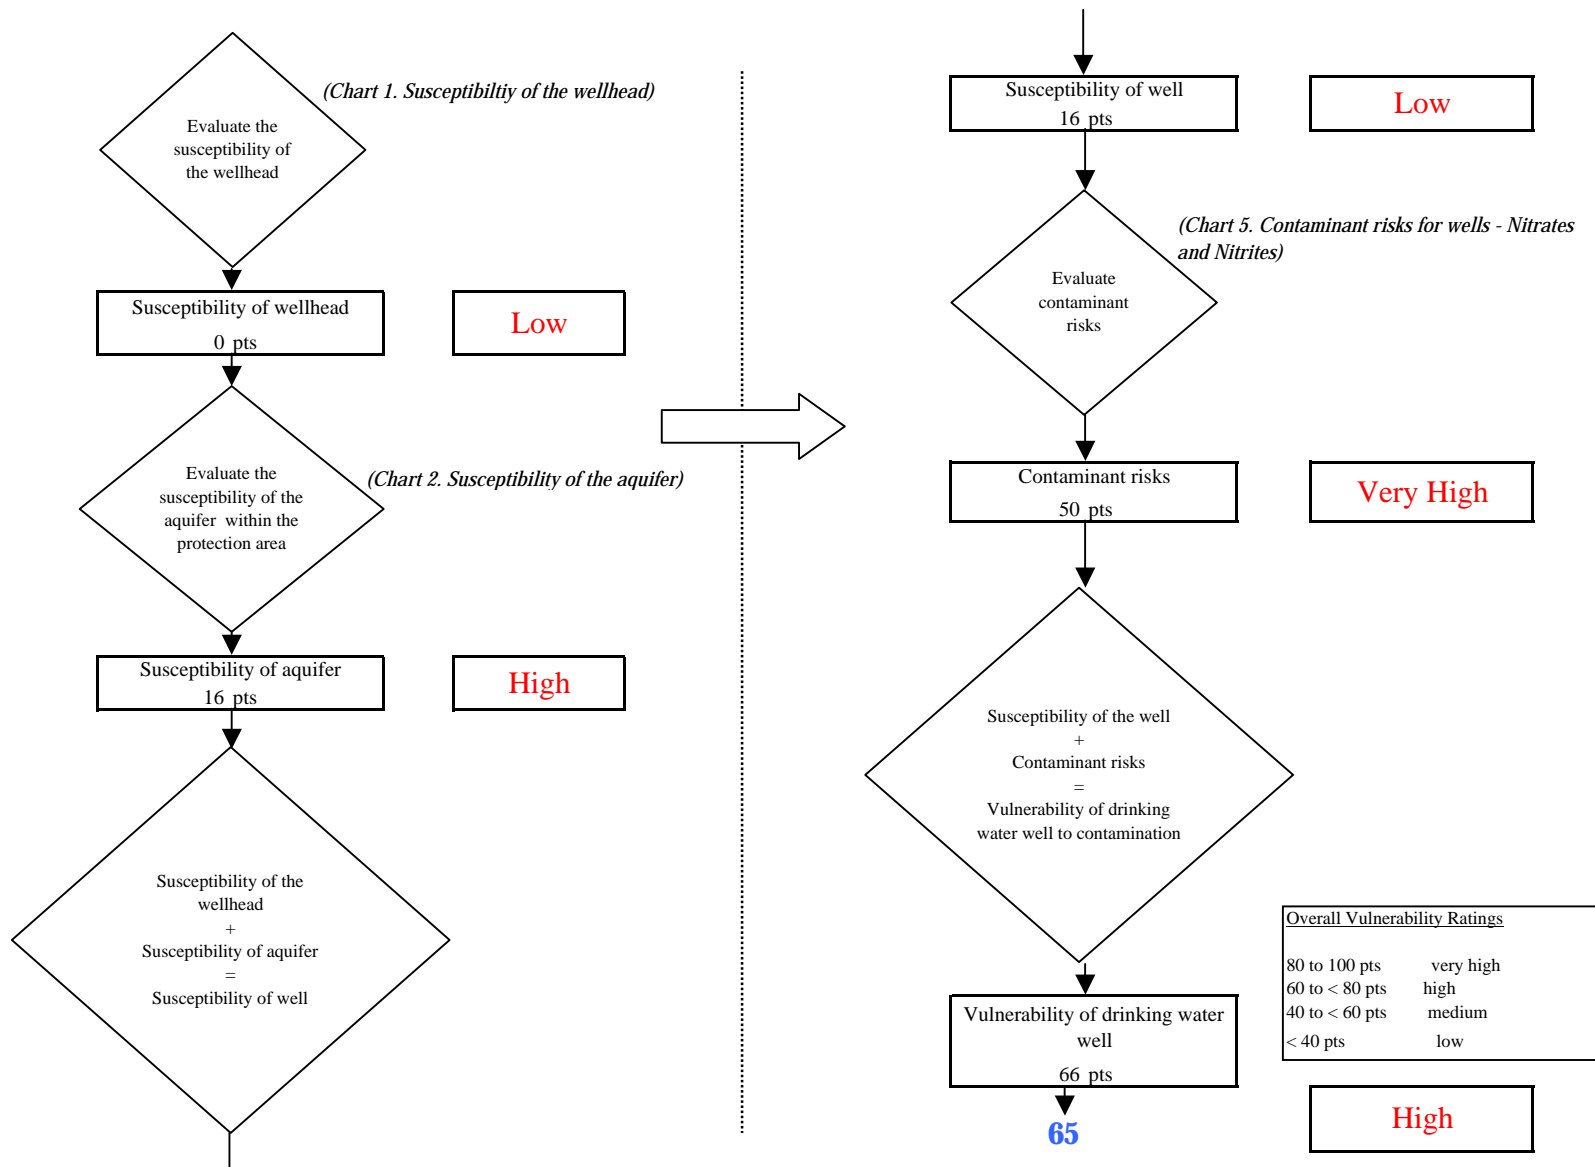 (Chart 1. Susceptibiltiy of the wellhead)
Evaluate the
susceptibility of
the wellhead
Susceptibility of wellhead
0 pts
Low
Evaluate the
susceptibility of the
aquifer within the
protection area
(Chart 2. Susceptibility of the aquifer)
Susceptibility of aquifer
16 pts
High
Susceptibility of the
wellhead
+
Susceptibility of aquifer
=
Susceptibility of well
Susceptibility of well
16 pts
Low
(Chart 5. Contaminant risks for wells - Nitrates
and Nitrites)
Evaluate
contaminant
risks
Contaminant risks
50 pts
Very High
Susceptibility of the well
+
Contaminant risks
=
Vulnerability of drinking
water well to contamination
Overall Vulnerability Ratings
80 to 100 pts very high
60 to < 80 pts high
40 to < 60 pts medium
< 40 pts low
Vulnerability of drinking water
well
66 pts
65
High